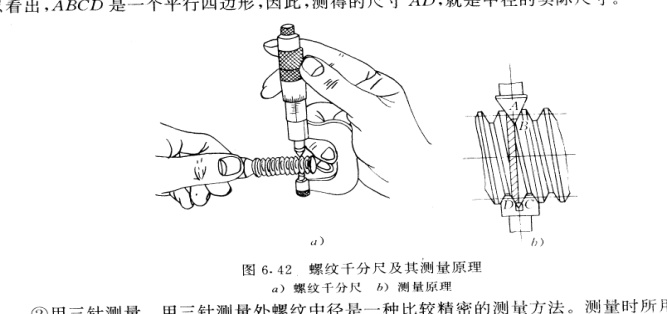 看出,ABCD 是一个平行四边形,因此,测得的尺寸 AD,就是中径的实际尺寸。
A
B
D C
a)
b)
图 6.42 螺纹千分尺及其测量原理
a) 螺纹千分尺 b) 测量原理
②用三针测量 用三针测量外螺纹中径是一种比较精密的测量方法。测量时所用